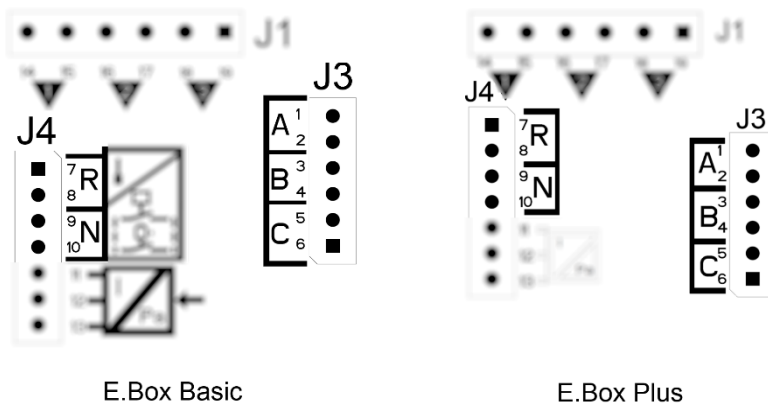 J1
J1
J3
J4
A 1 2
B 3 4
C 5 6
7 R 8
9 N 10
J4
7 R 8
9 N 10
J3
A 1 2
B 3 4
C 5 6
E.Box Basic
E.Box Plus